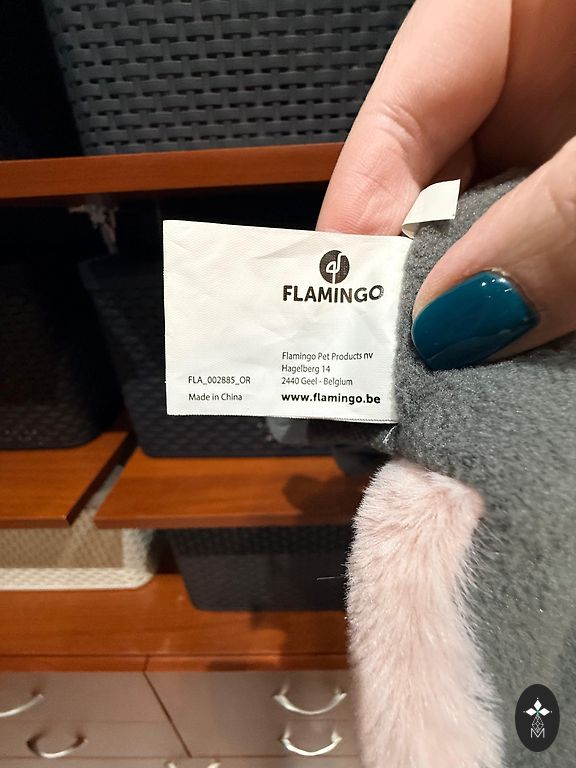 FLAMINGO
Flamingo Pet Products nv
Hagelberg 14
FLA_002885_OR
2440 Geel - Belgium
Made in China
www.flamingo.be
M